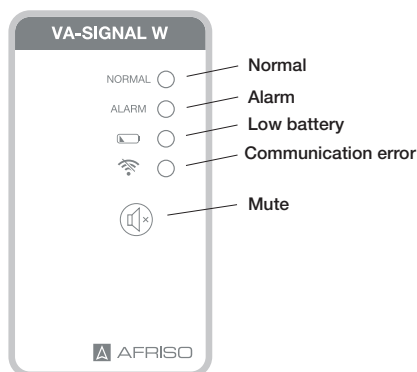 VA-SIGNAL W
NORMAL Normal
ALARM Alarm
Low battery
Communication error
Mute
AFRISO